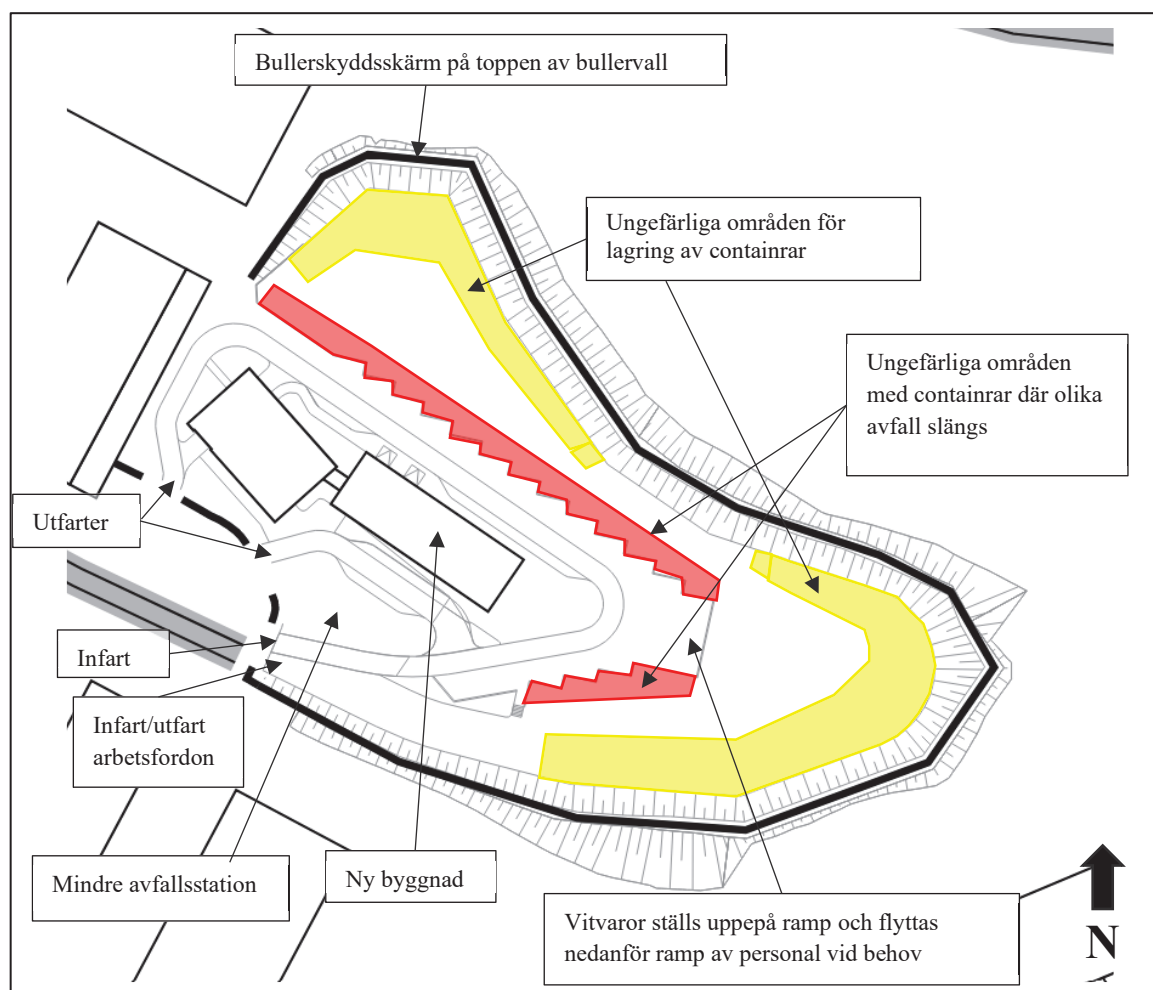 Bullerskyddsskärm på toppen av bullervall
Ungefärliga områden för
lagring av containrar
Ungefärliga områden
med containrar där olika
avfall slängs
Utfarter
Infart
Infart/utfart
arbetsfordon
Mindre avfallsstation
Ny byggnad
Vitvaror ställs uppepå ramp och flyttas
nedanför ramp av personal vid behov
N